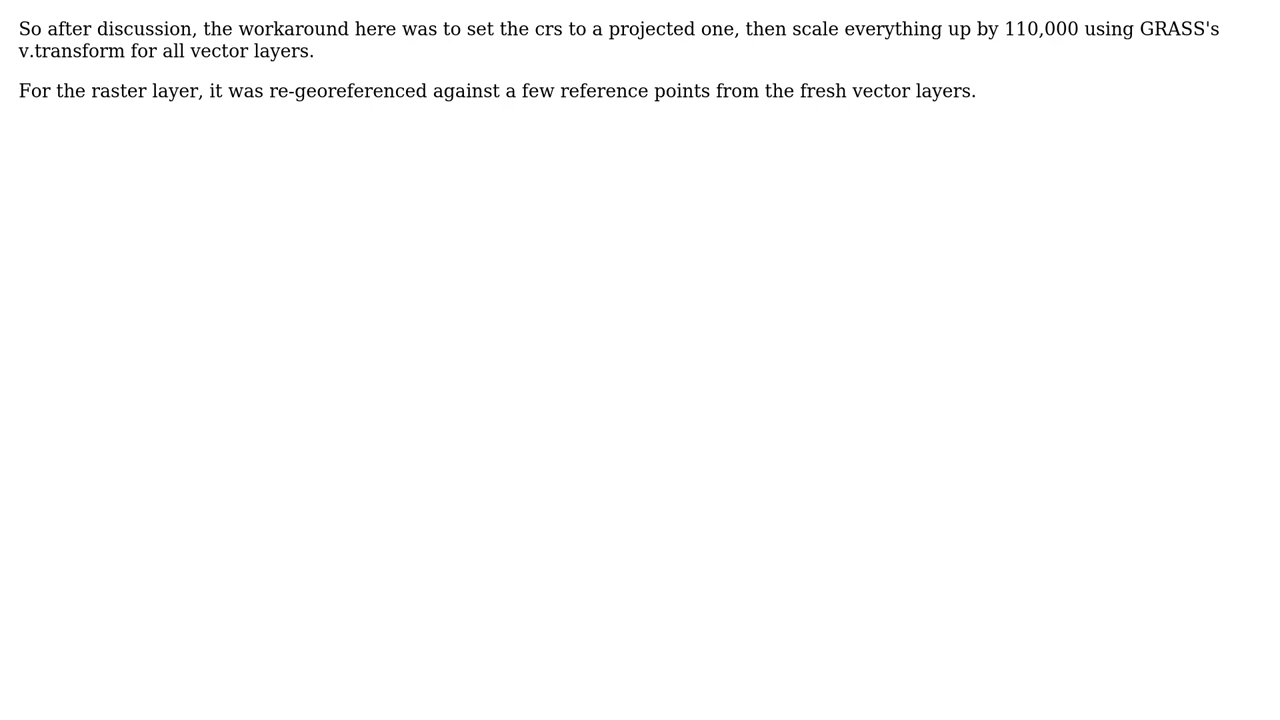 So after discussion, the workaround here was to set the crs to a projected one, then scale everything up by 110,000 using GRASS's
v.transform for all vector layers.
For the raster layer, it was re-georeferenced against a few reference points from the fresh vector layers.